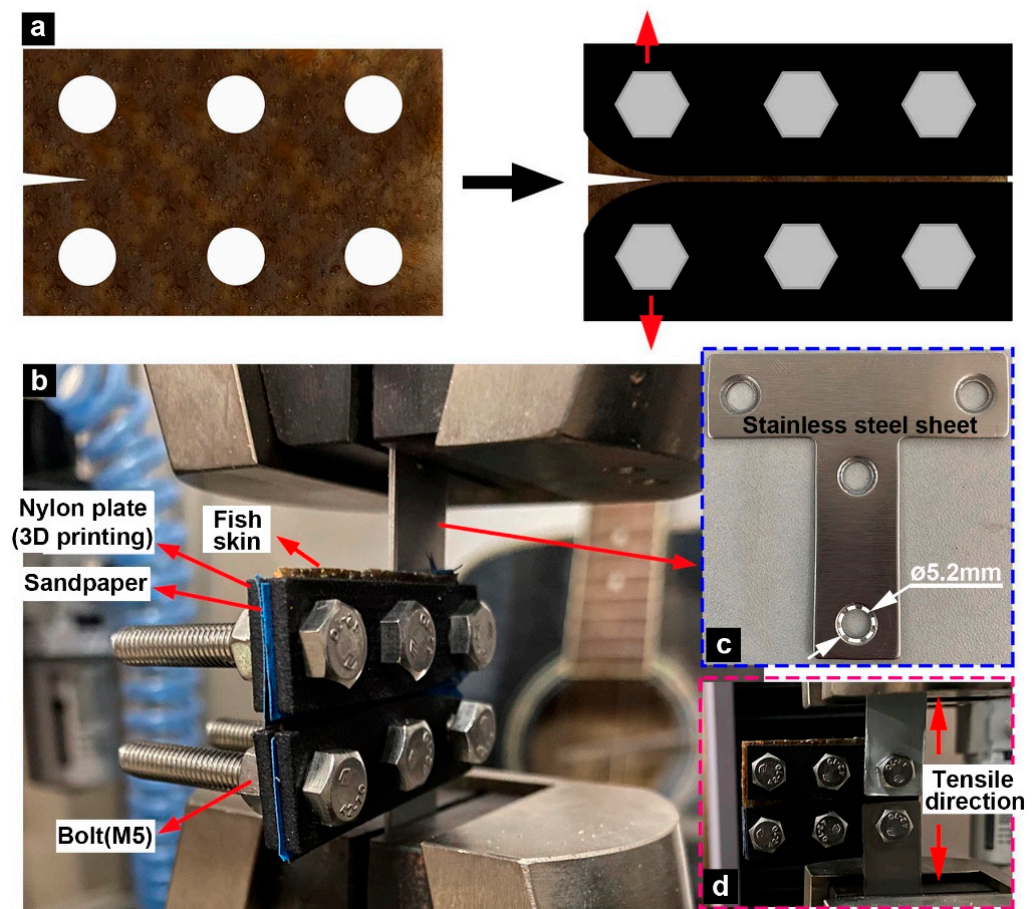 a
b
Nylon plate
(3D printing)
Fish
skin
Sandpaper
Bolt(M5)
Stainless steel sheet
ø5.2mm
c
Tensile
direction
d